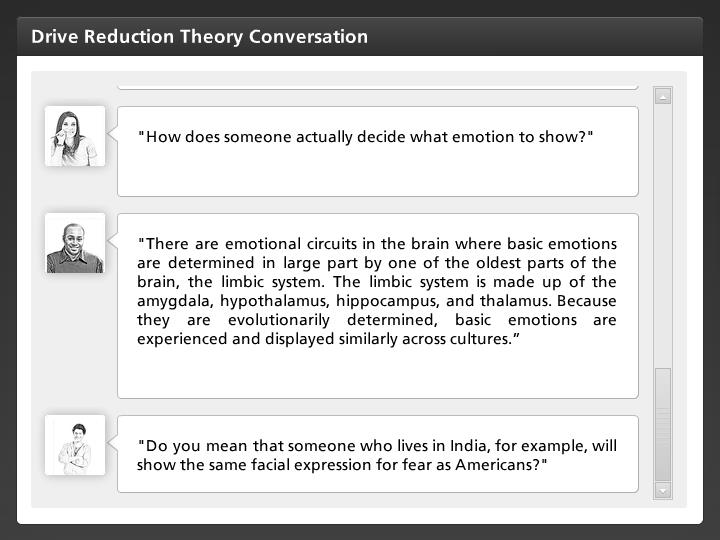 Drive Reduction Theory Conversation
"How does someone actually decide what emotion to show?"
"There are emotional circuits in the brain where basic emotions
are determined in large part by one of the oldest parts of the
brain, the limbic system. The limbic system is made up of the
amygdala, hypothalamus, hippocampus, and thalamus. Because
they are evolutionarily determined, basic emotions are
experienced and displayed similarly across cultures.”
"Do you mean that someone who lives in India, for example, will
show the same facial expression for fear as Americans?"